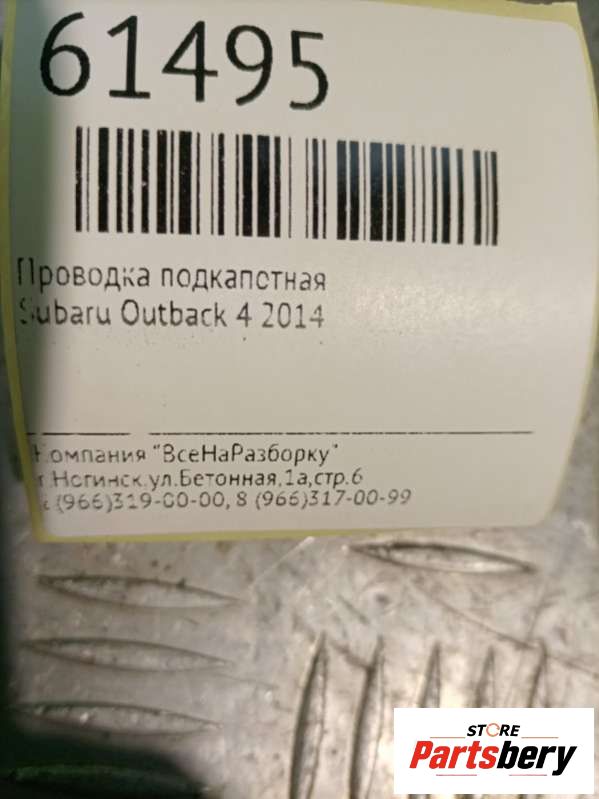 61495
Проводка подкапотная
Subaru Outback 4 2014
Компания "ВсеНаРазборку"
г Ногинск.ул.Бетонная,1а,стр.6
(966)319-00-00, 8 (966)317-00-99
STORE
Partsbery